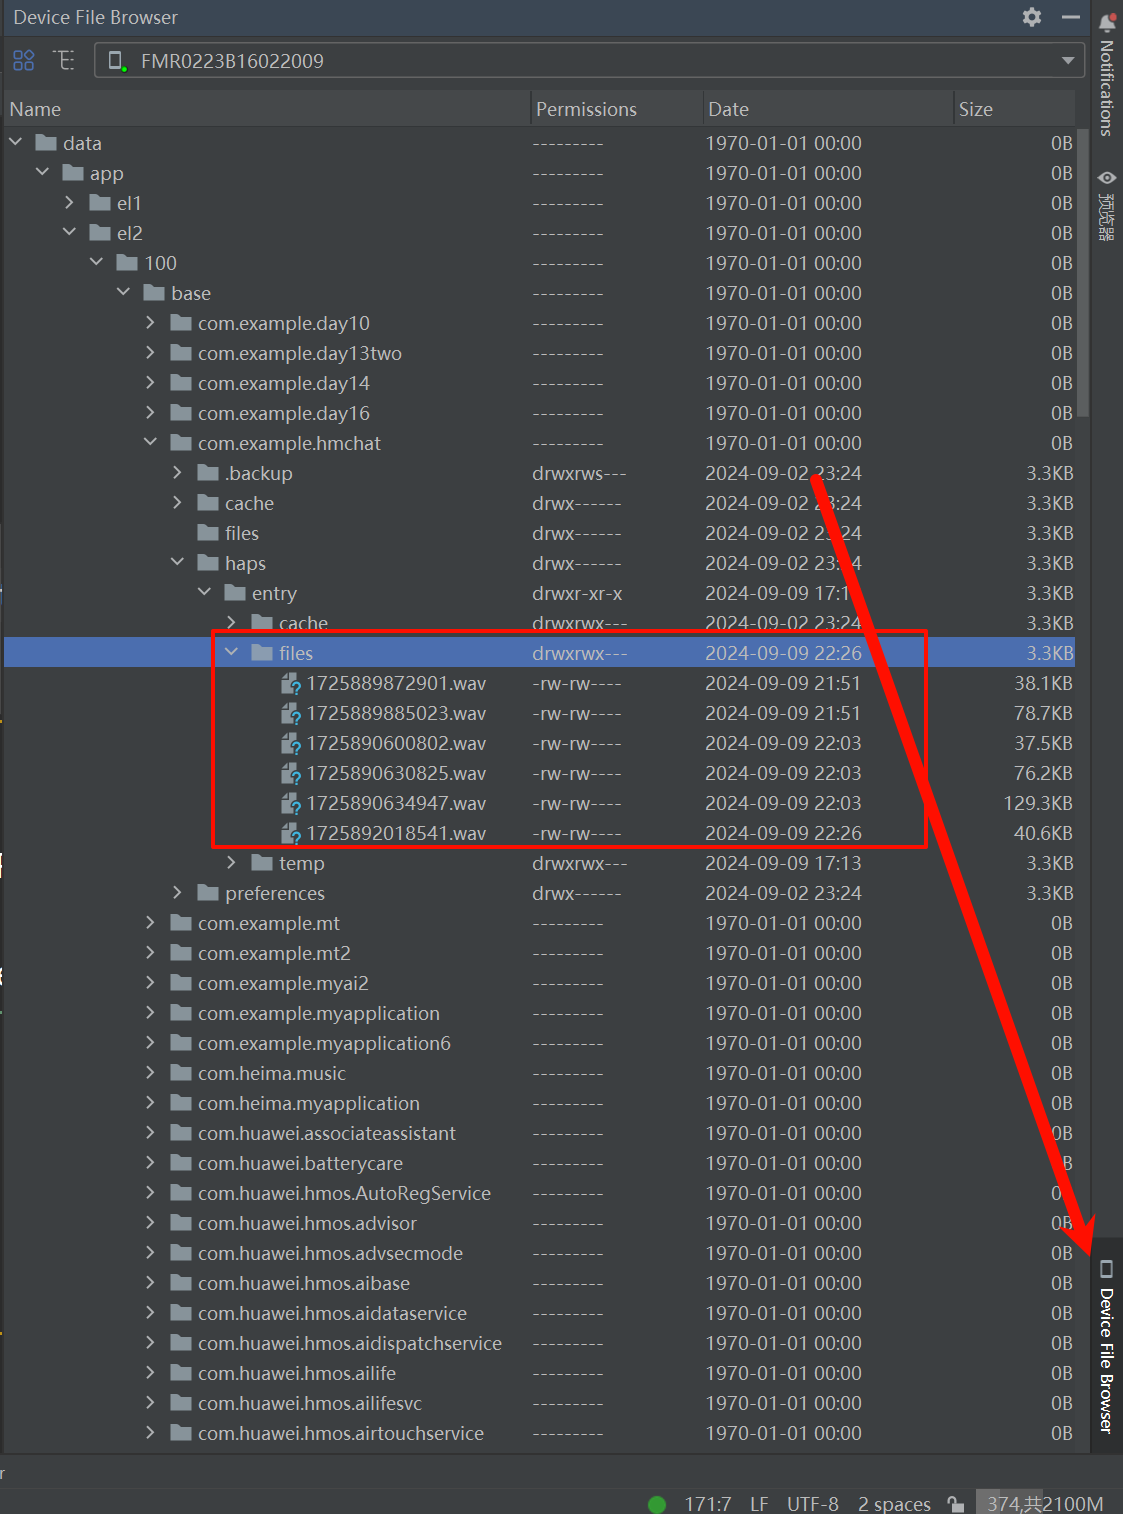 Device File Browser
FMR0223B16022009
Name Permissions Date Size
data --------- 1970-01-01 00:00 0B
app --------- 1970-01-01 00:00 0B
el1 --------- 1970-01-01 00:00 0B
el2 --------- 1970-01-01 00:00 0B
100 --------- 1970-01-01 00:00 0B
base --------- 1970-01-01 00:00 0B
com.example.day10 --------- 1970-01-01 00:00 0B
com.example.day13two --------- 1970-01-01 00:00 0B
com.example.day14 --------- 1970-01-01 00:00 0B
com.example.day16 --------- 1970-01-01 00:00 0B
com.example.hmchat --------- 1970-01-01 00:00 0B
.backup drwxrws--- 2024-09-02 23:24 3.3KB
cache drwx------ 2024-09-02 23:24 3.3KB
files drwx------ 2024-09-02 23:24 3.3KB
haps drwx------ 2024-09-02 23:24 3.3KB
entry drwxr-xr-x 2024-09-09 3.3KB
cache drwxrwx--- 2024-09-02 23:24 3.3KB
files drwxrwx--- 2024-09-09 22:26 3.3KB
1725889872901.wav -rw-rw---- 2024-09-09 21:51 38.1KB
1725889885023.wav -rw-rw---- 2024-09-09 21:51 78.7KB
1725890600802.wav -rw-rw---- 2024-09-09 22:03 37.5KB
1725890630825.wav -rw-rw---- 2024-09-09 22:03 76.2KB
1725890634947.wav -rw-rw---- 2024-09-09 22:03 129.3KB
1725892018541.wav -rw-rw---- 2024-09-09 22:26 40.6KB
temp drwxrwx--- 2024-09-09 17:13 3.3KB
preferences drwx------ 2024-09-02 23:24 3.3KB
com.example.mt --------- 1970-01-01 00:00 0B
com.example.mt2 --------- 1970-01-01 00:00 0B
com.example.myai2 --------- 1970-01-01 00:00 0B
com.example.myapplication --------- 1970-01-01 00:00 0B
com.example.myapplication6 --------- 1970-01-01 00:00 0B
com.heima.music --------- 1970-01-01 00:00 0B
com.heima.myapplication --------- 1970-01-01 00:00 0B
com.huawei.associateassistant --------- 1970-01-01 00:00 0B
com.huawei.batterycare --------- 1970-01-01 00:00 0B
com.huawei.hmos.AutoRegService --------- 1970-01-01 00:00 0B
com.huawei.hmos.advisor --------- 1970-01-01 00:00 0B
com.huawei.hmos.advsecmode --------- 1970-01-01 00:00 0B
com.huawei.hmos.aibase --------- 1970-01-01 00:00 0B
com.huawei.hmos.aidataservice --------- 1970-01-01 00:00 0B
com.huawei.hmos.aidispatchservice --------- 1970-01-01 00:00 0B
com.huawei.hmos.ailife --------- 1970-01-01 00:00 0B
com.huawei.hmos.ailifesvc --------- 1970-01-01 00:00 0B
com.huawei.hmos.airtouchservice --------- 1970-01-01 00:00 0B
Notifications
预览器
Device File Browser
r
171:7 LF UTF-8 2 spaces 374,共2100M